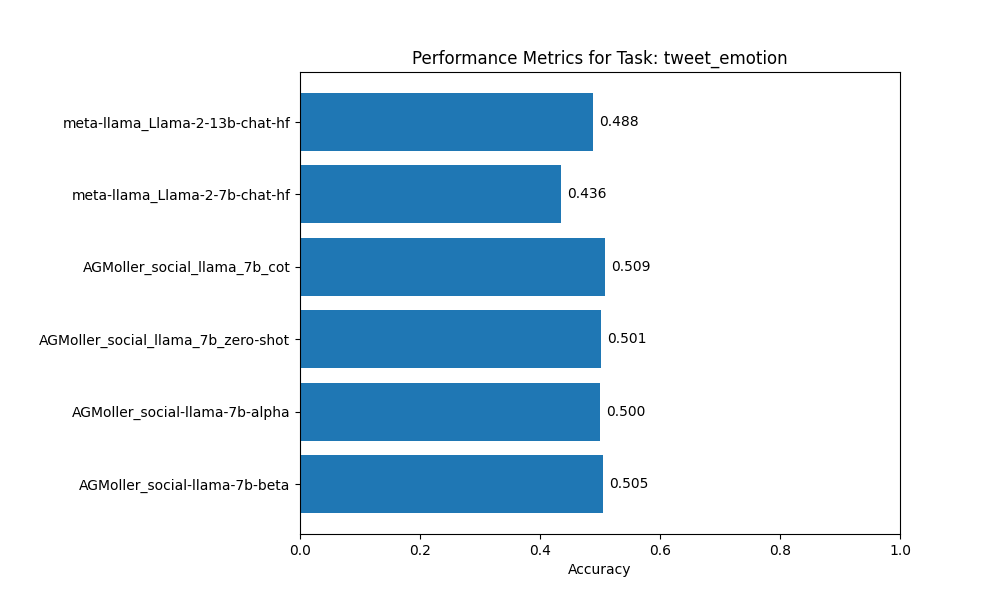 Performance Metrics for Task: tweet_emotion
meta-llama_Llama-2-13b-chat-hf
0.488
meta-llama_Llama-2-7b-chat-hf
0.436
AGMoller_social_llama_7b_cot
0.509
AGMoller_social_llama_7b_zero-shot
0.501
AGMoller_social-llama-7b-alpha
0.500
AGMoller_social-llama-7b-beta
0.505
0.0 0.2 0.4 0.6 0.8 1.0
Accuracy